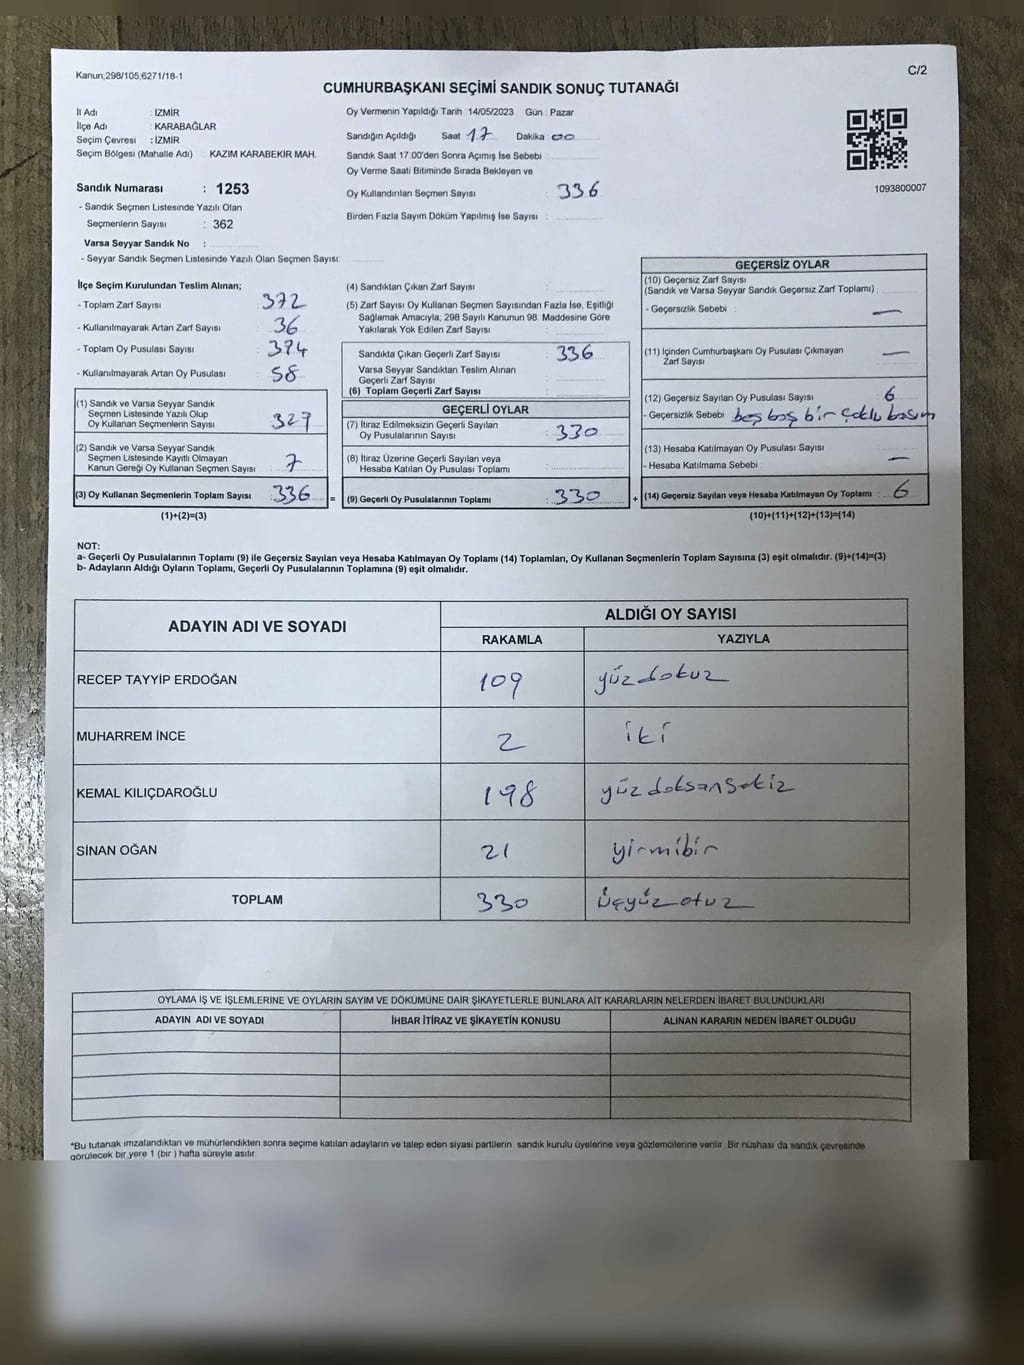 Kanun;298/105,6271/18-1
C/2
CUMHURBAŞKANI SEÇİMİ SANDIK SONUÇ TUTANAĞI
İl Adı : İZMİR
İlçe Adı : KARABAĞLAR
Seçim Çevresi : İZMİR
Seçim Bölgesi (Mahalle Adı) : KAZIM KARABEKİR MAH.
Sandık Numarası : 1253
- Sandık Seçmen Listesinde Yazılı Olan
Seçmenlerin Sayısı : 362
Varsa Seyyar Sandık No :
- Seyyar Sandık Seçmen Listesinde Yazılı Olan Seçmen Sayısı:
Oy Vermenin Yapıldığı Tarih :14/05/2023 Gün : Pazar
Sandığın Açıldığı Saat 17 Dakika 00
Sandık Saat 17:00'den Sonra Açımış İse Sebebi :
Oy Verme Saati Bitiminde Sırada Bekleyen ve
Oy Kullandırılan Seçmen Sayısı : 336
Birden Fazla Sayım Döküm Yapılmış İse Sayısı :
1093800007
İlçe Seçim Kurulundan Teslim Alınan;
- Toplam Zarf Sayısı : 372
- Kullanılmayarak Artan Zarf Sayısı : 36
- Toplam Oy Pusulası Sayısı : 394
- Kullanılmayarak Artan Oy Pusulası : 58
(1) Sandık ve Varsa Seyyar Sandık
Seçmen Listesinde Yazılı Olup
Oy Kullanan Seçmenlerin Sayısı : 329
(2) Sandık ve Varsa Seyyar Sandık
Seçmen Listesinde Kayıtlı Olmayan
Kanun Gereği Oy Kullanan Seçmen Sayısı : 7
(3) Oy Kullanan Seçmenlerin Toplam Sayısı : 336 =
(1)+(2)=(3)
(4) Sandıktan Çıkan Zarf Sayısı :
(5) Zarf Sayısı Oy Kullanan Seçmen Sayısından Fazla İse, Eşitliği
Sağlamak Amacıyla, 298 Sayılı Kanunun 98. Maddesine Göre
Yakılarak Yok Edilen Zarf Sayısı :
Sandıkta Çıkan Geçerli Zarf Sayısı : 336
Varsa Seyyar Sandıktan Teslim Alınan
Geçerli Zarf Sayısı :
(6) Toplam Geçerli Zarf Sayısı :
GEÇERLİ OYLAR
(7) İtiraz Edilmeksizin Geçerli Sayılan
Oy Pusulalarının Sayısı : 330
(8) İtiraz Üzerine Geçerli Sayılan veya
Hesaba Katılan Oy Pusulası Toplamı :
(9) Geçerli Oy Pusulalarının Toplamı : 330 +
GEÇERSİZ OYLAR
(10) Geçersiz Zarf Sayısı
(Sandık ve Varsa Seyyar Sandık Geçersiz Zarf Toplamı) :
- Geçersizlik Sebebi : —
(11) İçinden Cumhurbaşkanı Oy Pusulası Çıkmayan
Zarf Sayısı : —
(12) Geçersiz Sayılan Oy Pusulası Sayısı : 6
- Geçersizlik Sebebi : beş boş bir çoklu basım
(13) Hesaba Katılmayan Oy Pusulası Sayısı :
- Hesaba Katılmama Sebebi : —
(14) Geçersiz Sayılan veya Hesaba Katılmayan Oy Toplamı : 6
(10)+(11)+(12)+(13)=(14)
NOT:
a- Geçerli Oy Pusulalarının Toplamı (9) ile Geçersiz Sayılan veya Hesaba Katılmayan Oy Toplamı (14) Toplamları, Oy Kullanan Seçmenlerin Toplam Sayısına (3) eşit olmalıdır. (9)+(14)=(3)
b- Adayların Aldığı Oyların Toplamı, Geçerli Oy Pusulalarının Toplamına (9) eşit olmalıdır.
ADAYIN ADI VE SOYADI ALDIĞI OY SAYISI
RAKAMLA YAZIYLA
RECEP TAYYİP ERDOĞAN 109 yüzdokuz
MUHARREM İNCE 2 iki
KEMAL KILIÇDAROĞLU 198 yüzdoksansekiz
SİNAN OĞAN 21 yirmibir
TOPLAM 330 üçyüzotuz
OYLAMA İŞ VE İŞLEMLERİNE VE OYLARIN SAYIM VE DÖKÜMÜNE DAİR ŞİKAYETLERLE BUNLARA AİT KARARLARIN NELERDEN İBARET BULUNDUKLARI
ADAYIN ADI VE SOYADI İHBAR İTİRAZ VE ŞİKAYETİN KONUSU ALINAN KARARIN NEDEN İBARET OLDUĞU
*Bu tutanak imzalandıktan ve mühürlendikten sonra seçime katılan adayların ve talep eden siyasi partilerin sandık kurulu üyelerine veya gözlemcilerine verilir. Bir nüshası da sandık çevresinde
görülecek bir yere 1 (bir ) hafta süreyle asılır.